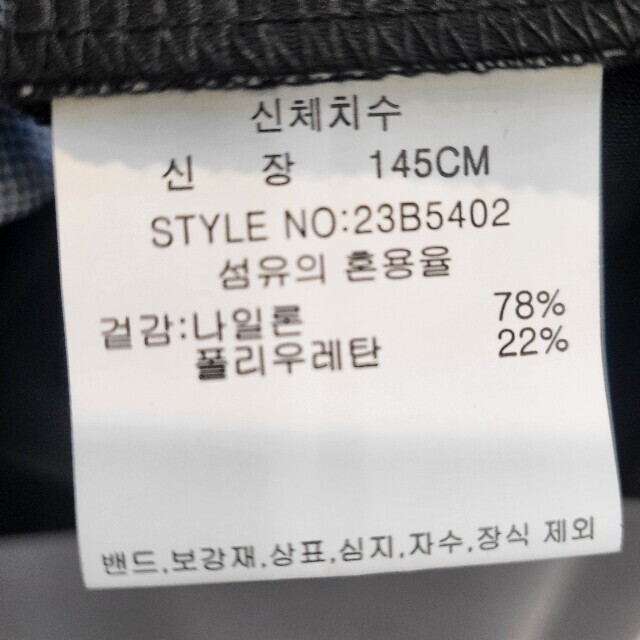 신체치수
신 장 145CM
STYLE NO:23B5402
섬유의 혼용율
겉감:나일론 78%
폴리우레탄 22%
밴드,보강재,상표,심지,자수,장식 제외